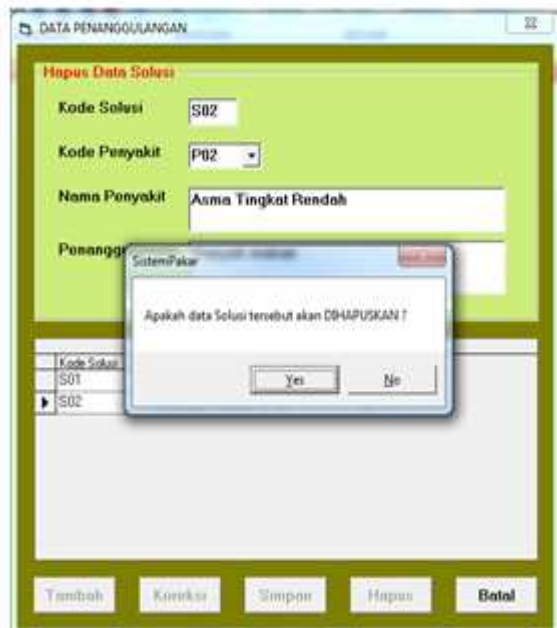 DATA PENANGGULANGAN
Hapus Data Solusi
Kode Solusi
S02
Kode Penyakit
P02
Nama Penyakit
Asma Tingkat Rendah
Penanggu
SistemPakar
Apakah data Solusi tersebut akan DIHAPUSKAN ?
Yes
No
Kode Solusi
S01
S02
Tambah
Koreksi
Simpan
Hapus
Batal